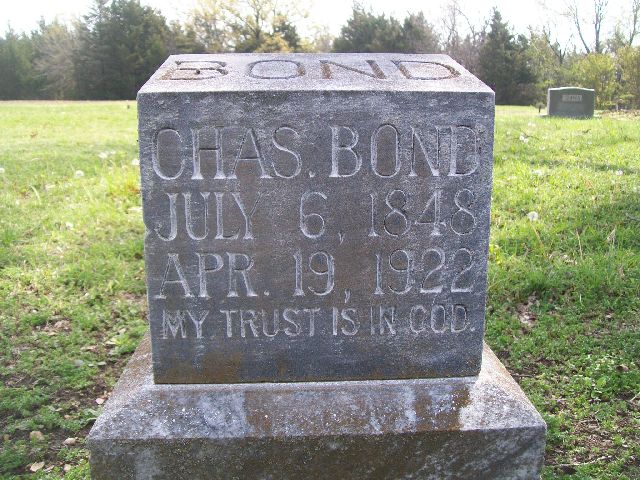 BOND
CHAS. BOND
JULY 6, 1848
APR. 19, 1922
MY TRUST IS IN GOD.